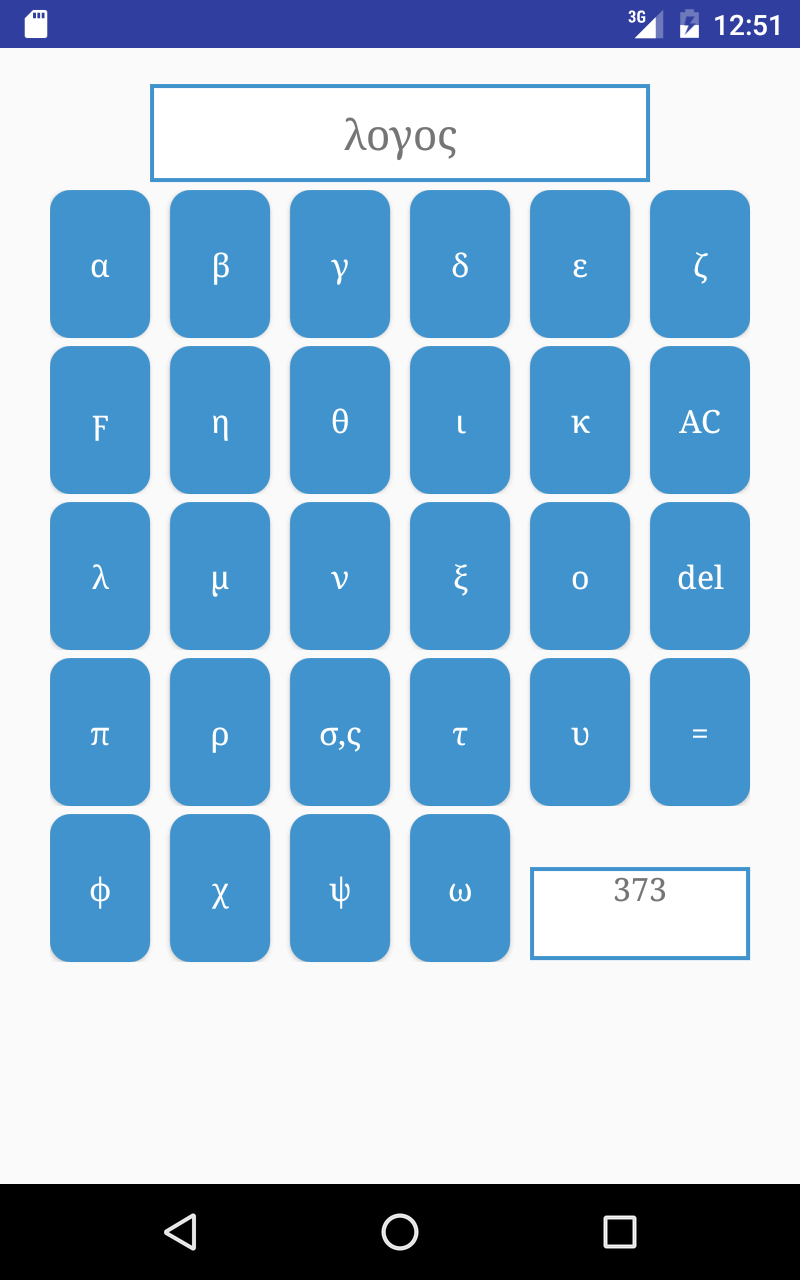 3G 12:51
λογος
α β γ δ ε ζ
Ϝ η θ ι κ AC
λ μ ν ξ ο del
π ρ σ,ς τ υ =
φ χ ψ ω 373